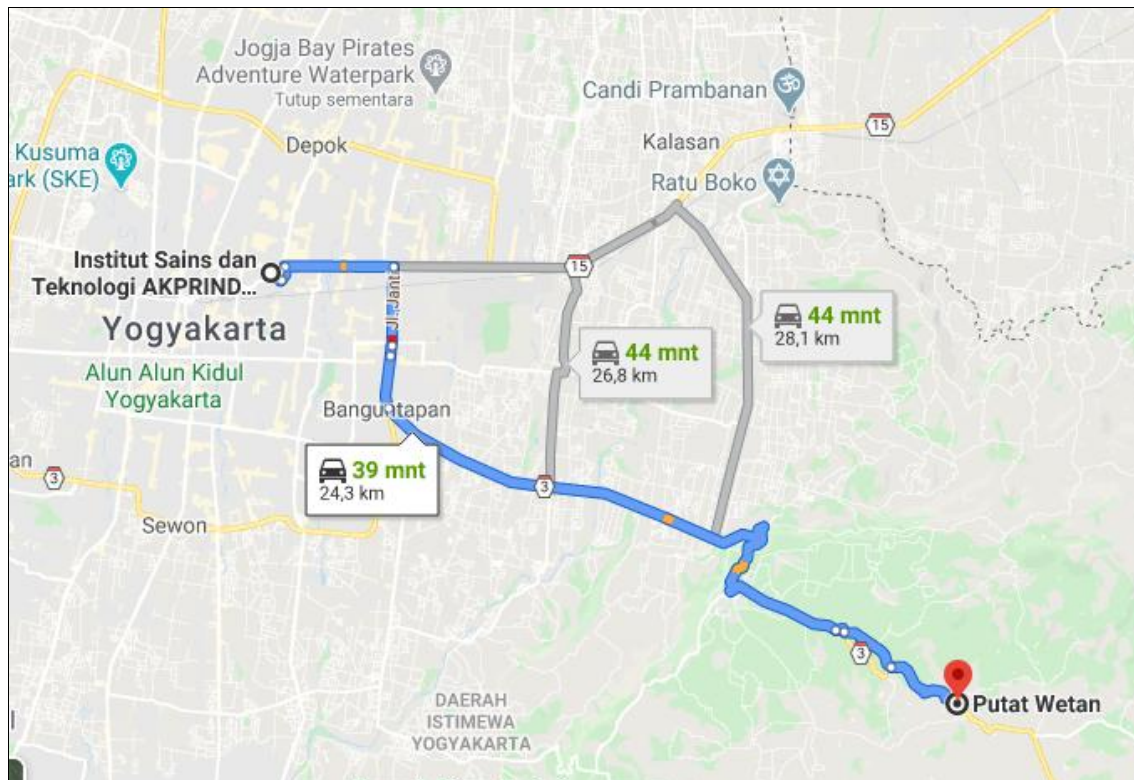 Jogja Bay Pirates
Adventure Waterpark
Tutup sementara
Candi Prambanan
15
Kalasan
Depok
Kusuma
ark (SKE)
Ratu Boko
Institut Sains dan
Teknologi AKPRIND...
15
Yogyakarta
Jl. Janti
44 mnt
28,1 km
44 mnt
26,8 km
Alun Alun Kidul
Yogyakarta
Banguntapan
an
3
39 mnt
24,3 km
3
Sewon
3
Putat Wetan
DAERAH
ISTIMEWA
YOGYAKARTA